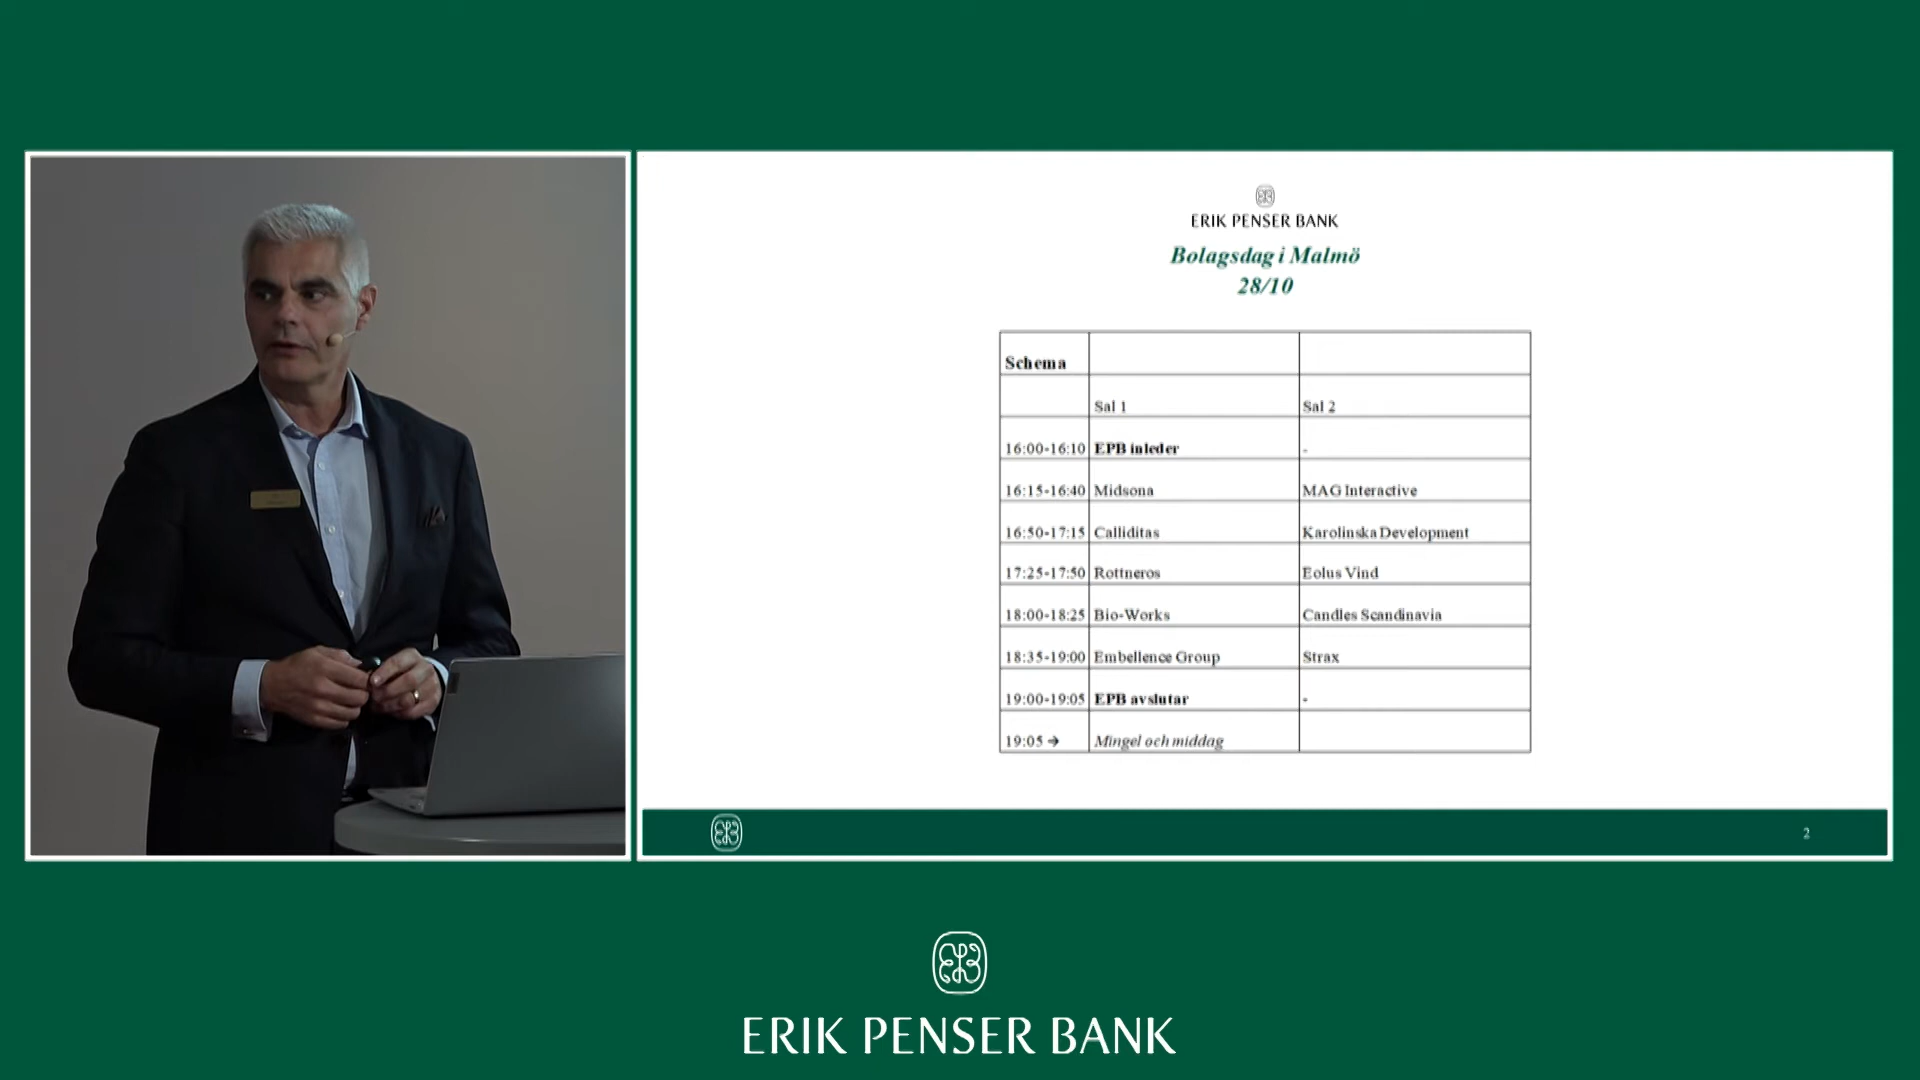 ERIK PENSER BANK
Bolagsdag i Malmö
28/10
Schema
Sal 1 Sal 2
16:00-16:10 EPB inleder -
16:15-16:40 Midsona MAG Interactive
16:50-17:15 Calliditas Karolinska Development
17:25-17:50 Rottneros Eolus Vind
18:00-18:25 Bio-Works Candles Scandinavia
18:35-19:00 Embellence Group Strax
19:00-19:05 EPB avslutar -
19:05 → Mingel och middag
2
ERIK PENSER BANK